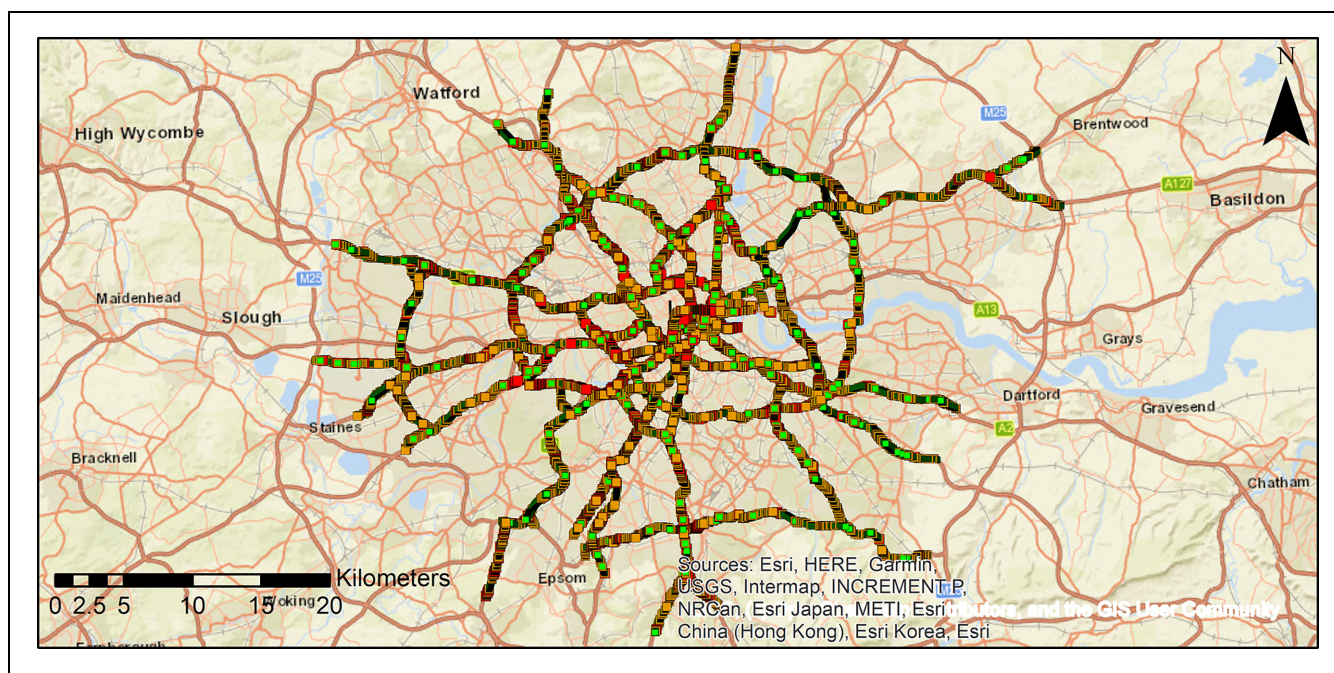 N
Watford
M25
Brentwood
High Wycombe
A127
Basildon
M25
Maidenhead
Slough
A13
Grays
Dartford
Gravesend
Staines
A2
Bracknell
Chatham
Sources: Esri, HERE, Garmin,
Epsom
Kilometers
USGS, Intermap, INCREMENT P,
0 2.5 5 10 15 20
oking
NRCan, Esri Japan, METI, Esri
tributors, and the GIS User Community
China (Hong Kong), Esri Korea, Esri